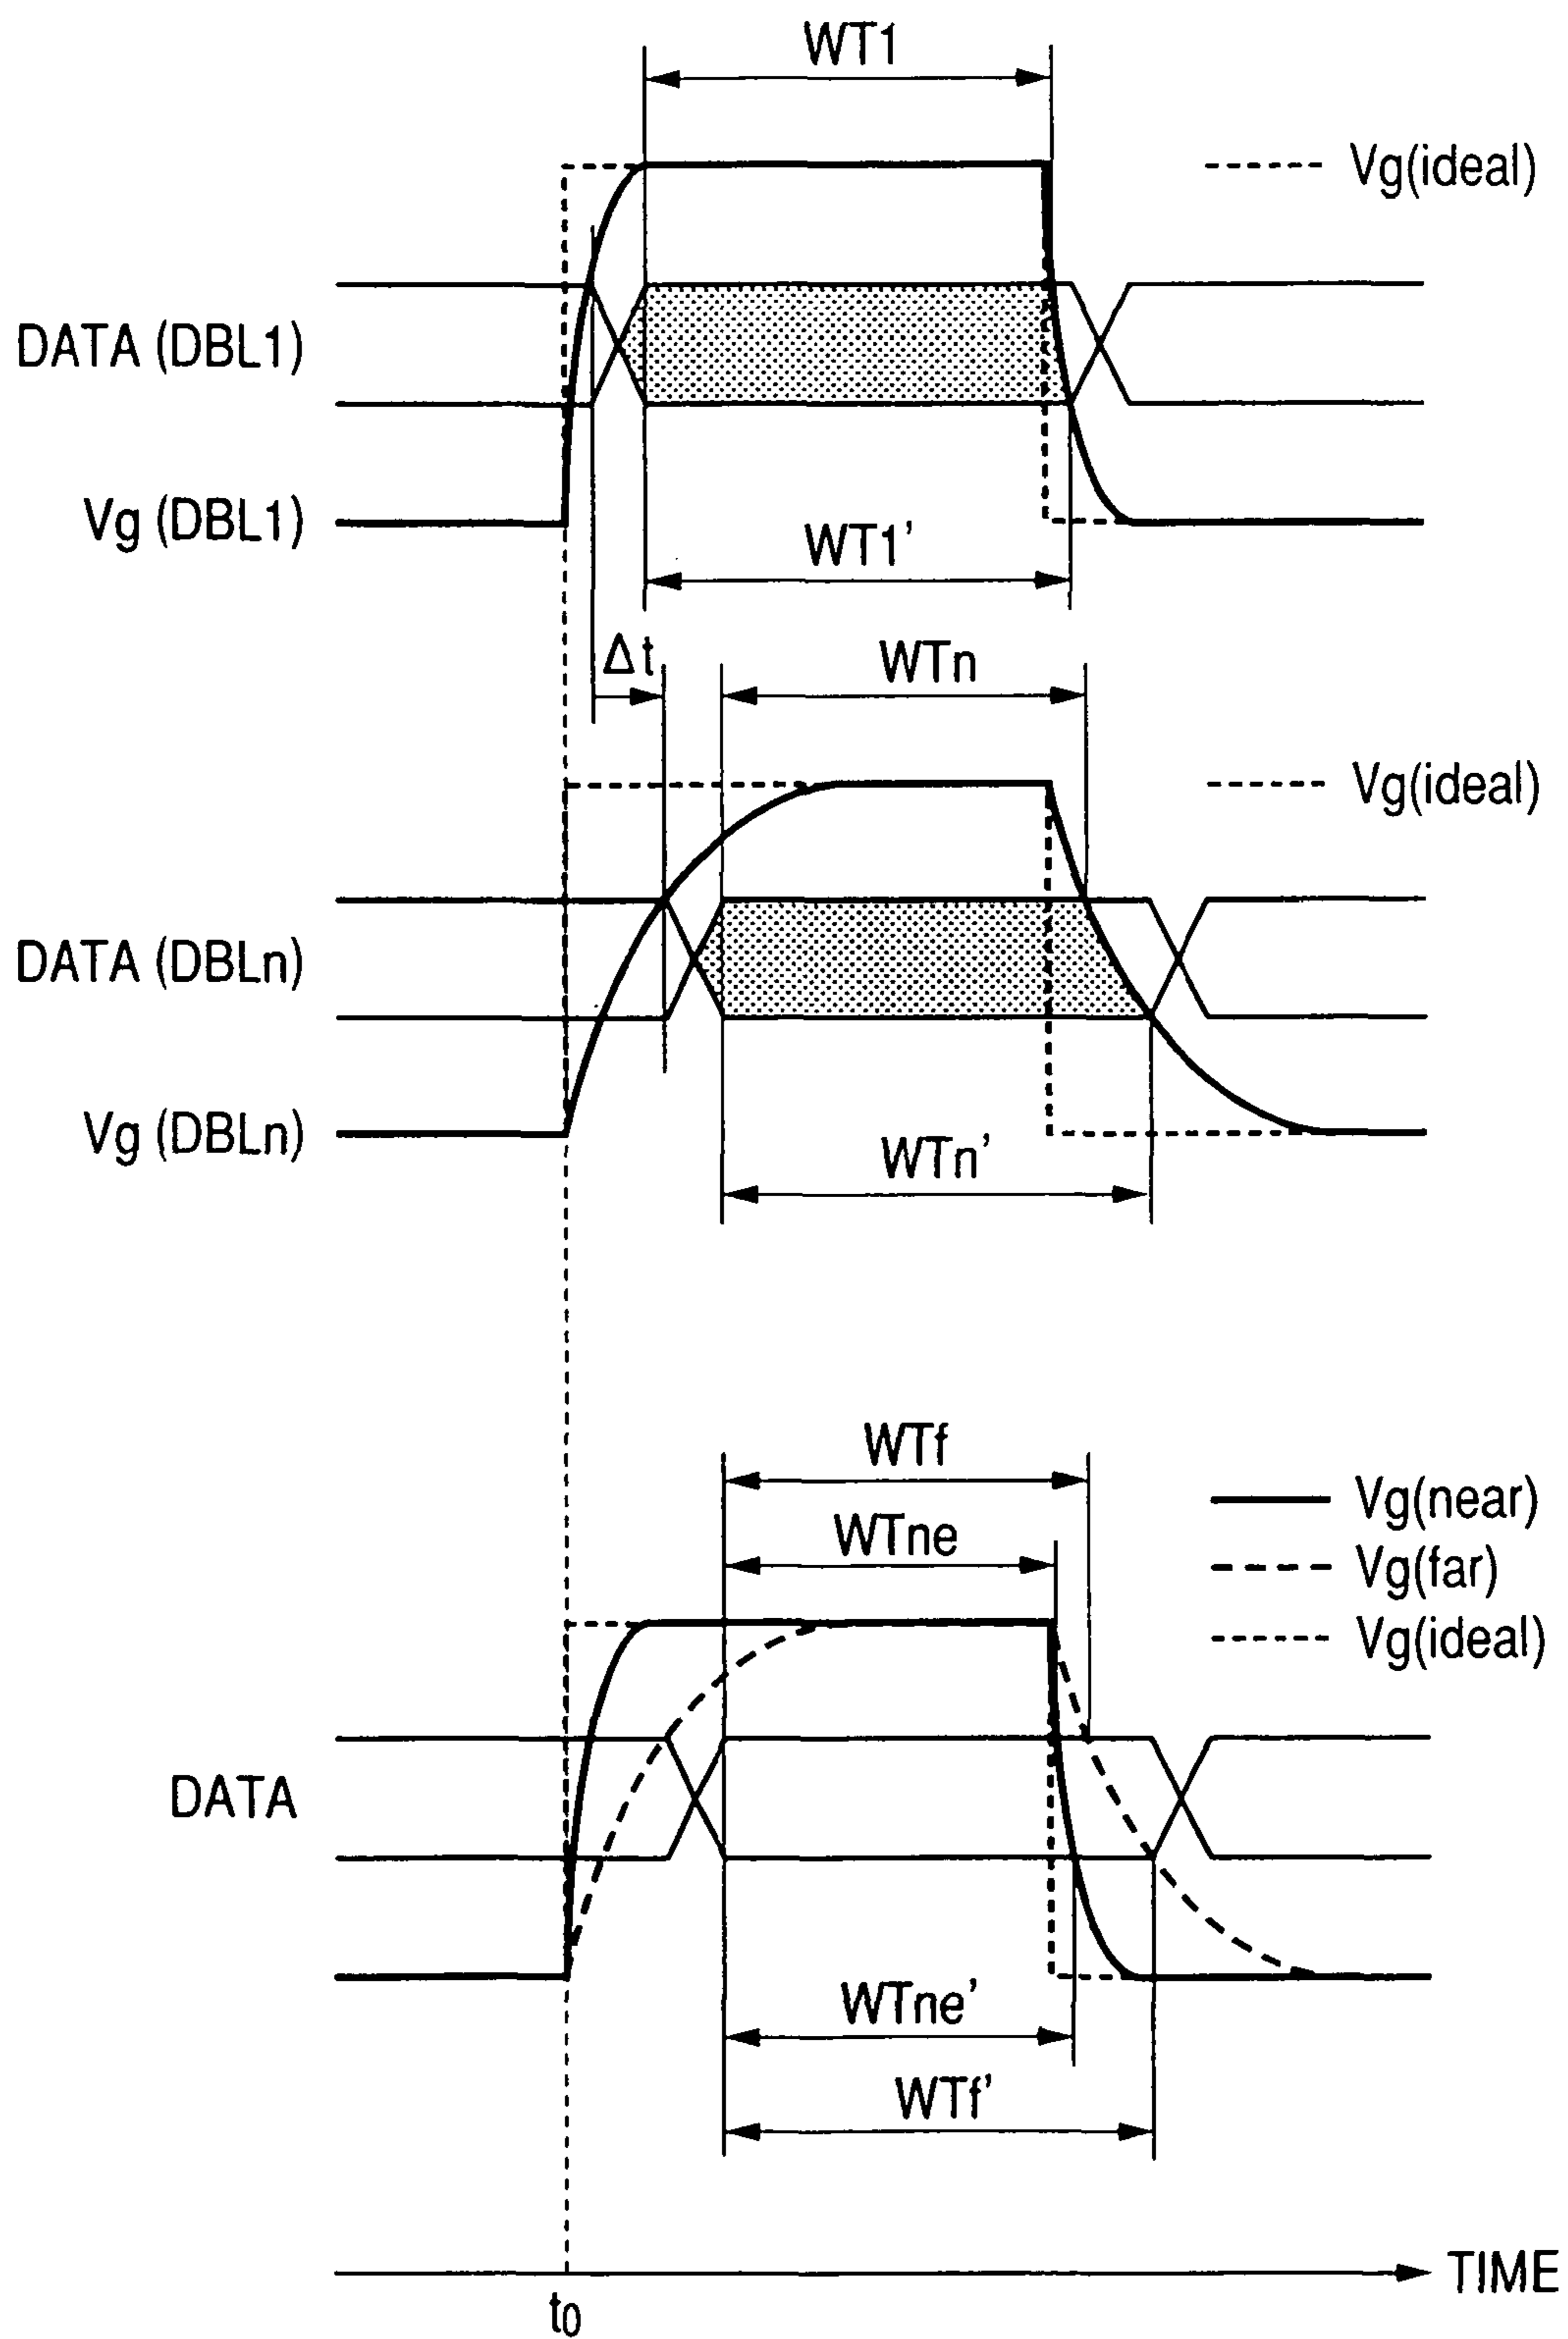 WT1
Vg(ideal)
DATA (DBL1)
Vg (DBL1)
WT1’
Δt
WTn
Vg(ideal)
DATA (DBLn)
Vg (DBLn)
WTn’
WTf
Vg(near)
WTne
Vg(far)
Vg(ideal)
DATA
WTne’
WTf’
TIME
t0